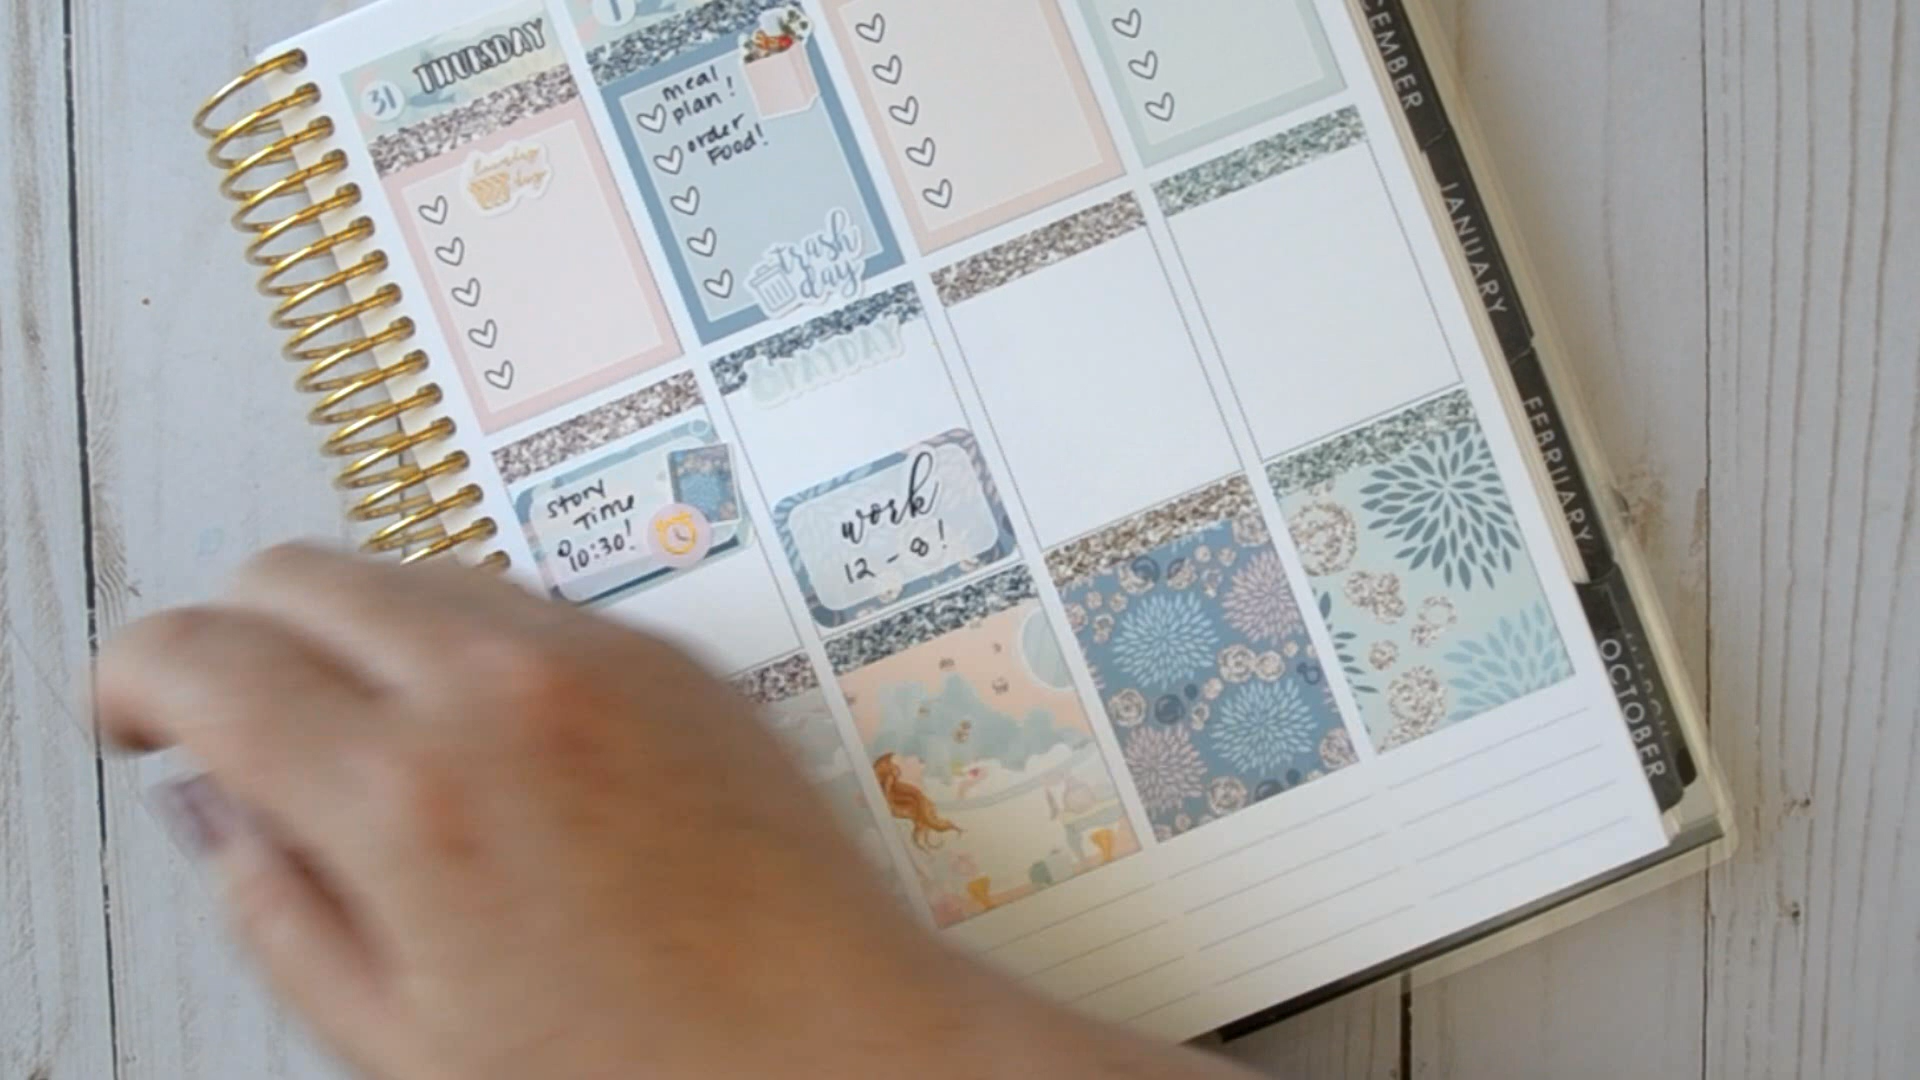 31
THURSDAY
laundry
day
meal
plan!
order
Food!
trash
day
PAYDAY
story
Time
10:30!
work
12 - 8!
JANUARY
FEBRUARY
OCTOBER